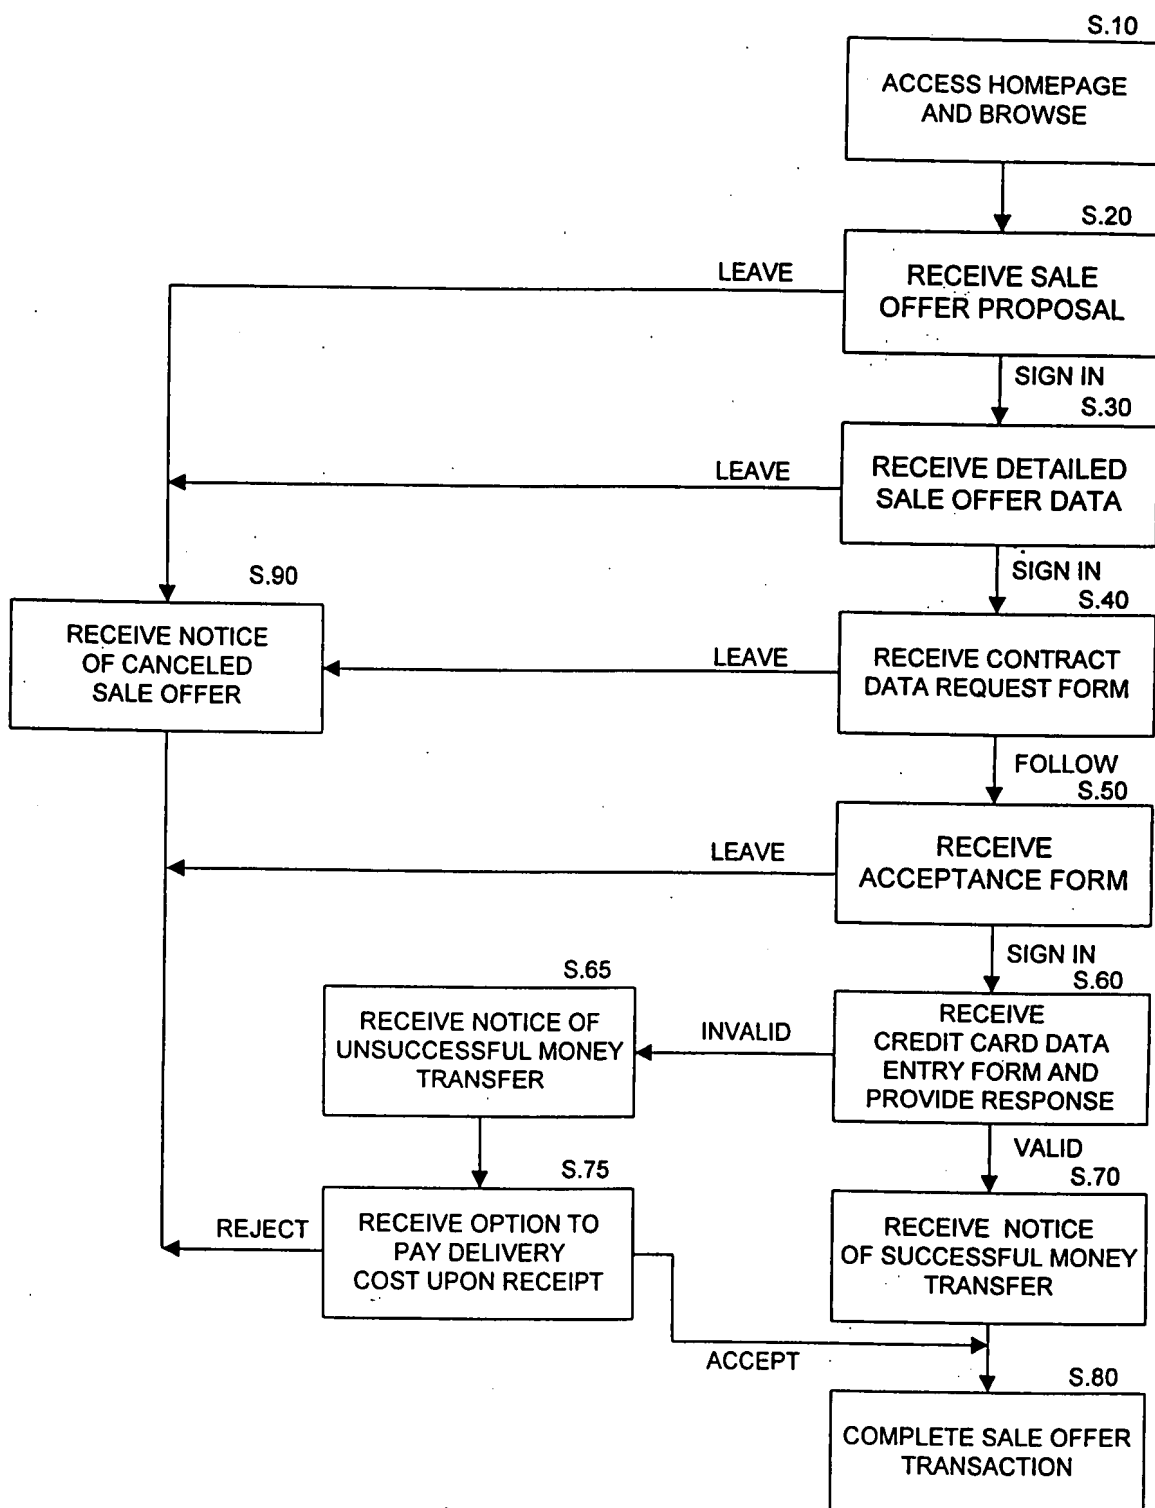 S.10
ACCESS HOMEPAGE
AND BROWSE
S.20
RECEIVE SALE
OFFER PROPOSAL
LEAVE
SIGN IN
S.30
RECEIVE DETAILED
SALE OFFER DATA
LEAVE
SIGN IN
S.40
RECEIVE CONTRACT
DATA REQUEST FORM
LEAVE
S.90
RECEIVE NOTICE
OF CANCELED
SALE OFFER
FOLLOW
S.50
RECEIVE
ACCEPTANCE FORM
LEAVE
SIGN IN
S.60
RECEIVE
CREDIT CARD DATA
ENTRY FORM AND
PROVIDE RESPONSE
INVALID
S.65
RECEIVE NOTICE OF
UNSUCCESSFUL MONEY
TRANSFER
VALID
S.70
RECEIVE NOTICE
OF SUCCESSFUL MONEY
TRANSFER
S.75
RECEIVE OPTION TO
PAY DELIVERY
COST UPON RECEIPT
REJECT
ACCEPT
S.80
COMPLETE SALE OFFER
TRANSACTION